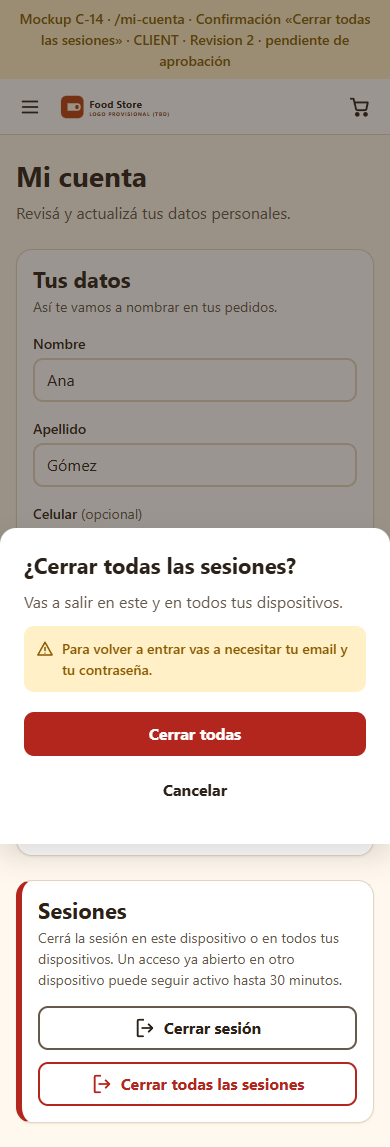 Mockup C-14 · /mi-cuenta · Confirmación «Cerrar todas
las sesiones» · CLIENT · Revision 2 · pendiente de
aprobación
Food Store
LOGO PROVISIONAL (TBD)
Mi cuenta
Revisá y actualizá tus datos personales.
Tus datos
Así te vamos a nombrar en tus pedidos.
Nombre
Ana
Apellido
Gómez
Celular (opcional)
¿Cerrar todas las sesiones?
Vas a salir en este y en todos tus dispositivos.
Para volver a entrar vas a necesitar tu email y
tu contraseña.
Cerrar todas
Cancelar
Sesiones
Cerrá la sesión en este dispositivo o en todos tus
dispositivos. Un acceso ya abierto en otro
dispositivo puede seguir activo hasta 30 minutos.
Cerrar sesión
Cerrar todas las sesiones